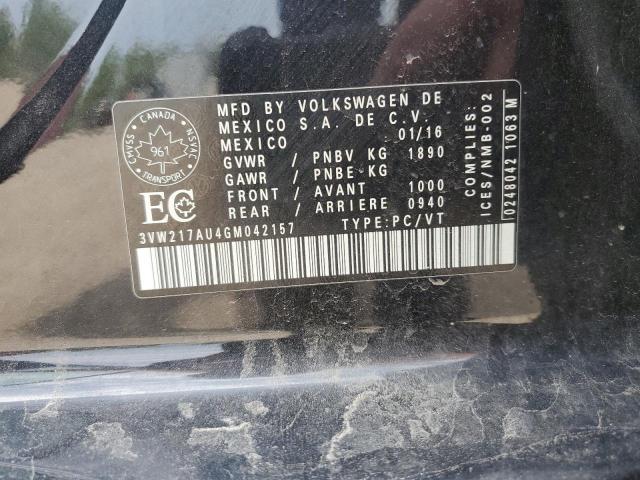 CANADA
CMVSS
NSVAC
961
TRANSPORT
EC
MFD BY VOLKSWAGEN DE
MEXICO S.A. DE C.V.
MEXICO 01/16
GVWR / PNBV KG 1890
GAWR / PNBE KG
FRONT / AVANT 1000
REAR / ARRIERE 0940
3VW217AU4GM042157 TYPE:PC/VT
COMPLIES:
ICES/NMB-002
0248042 1063 M